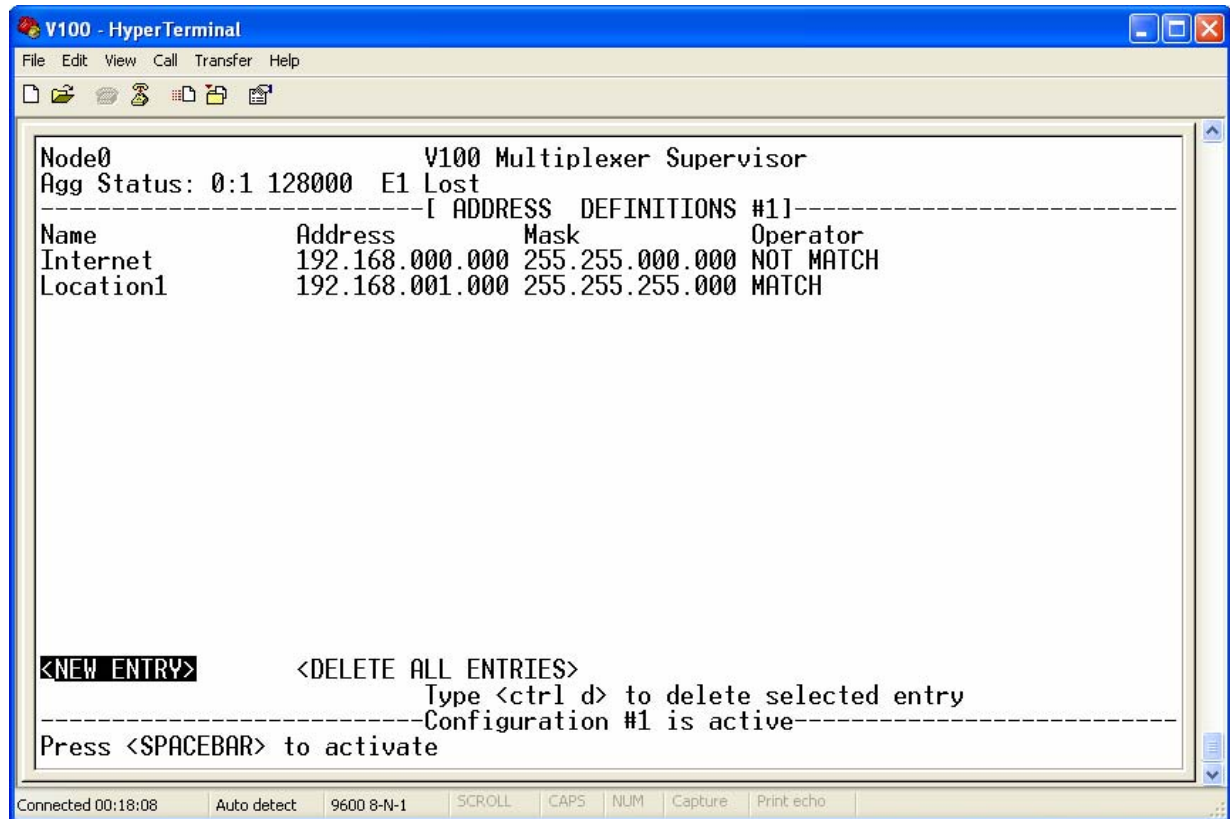 V100 - HyperTerminal
File Edit View Call Transfer Help
Node0 V100 Multiplexer Supervisor
Agg Status: 0:1 128000 E1 Lost
---------------------------[ ADDRESS DEFINITIONS #1]---------------------------
Name Address Mask Operator
Internet 192.168.000.000 255.255.000.000 NOT MATCH
Location1 192.168.001.000 255.255.255.000 MATCH
<NEW ENTRY> <DELETE ALL ENTRIES>
Type <ctrl d> to delete selected entry
---------------------------Configuration #1 is active---------------------------
Press <SPACEBAR> to activate
Connected 00:18:08 Auto detect 9600 8-N-1 SCROLL CAPS NUM Capture Print echo